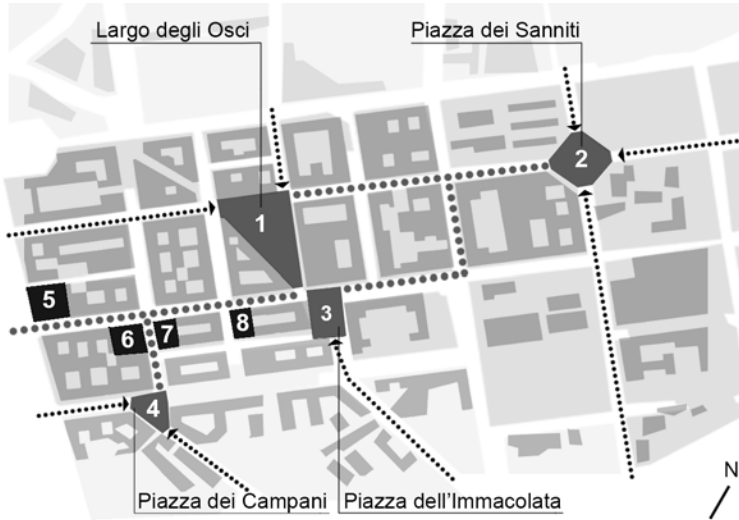 Largo degli Osci
Piazza dei Sanniti
2
1
5
3
6
7
8
4
N
Piazza dei Campani
Piazza dell'Immacolata